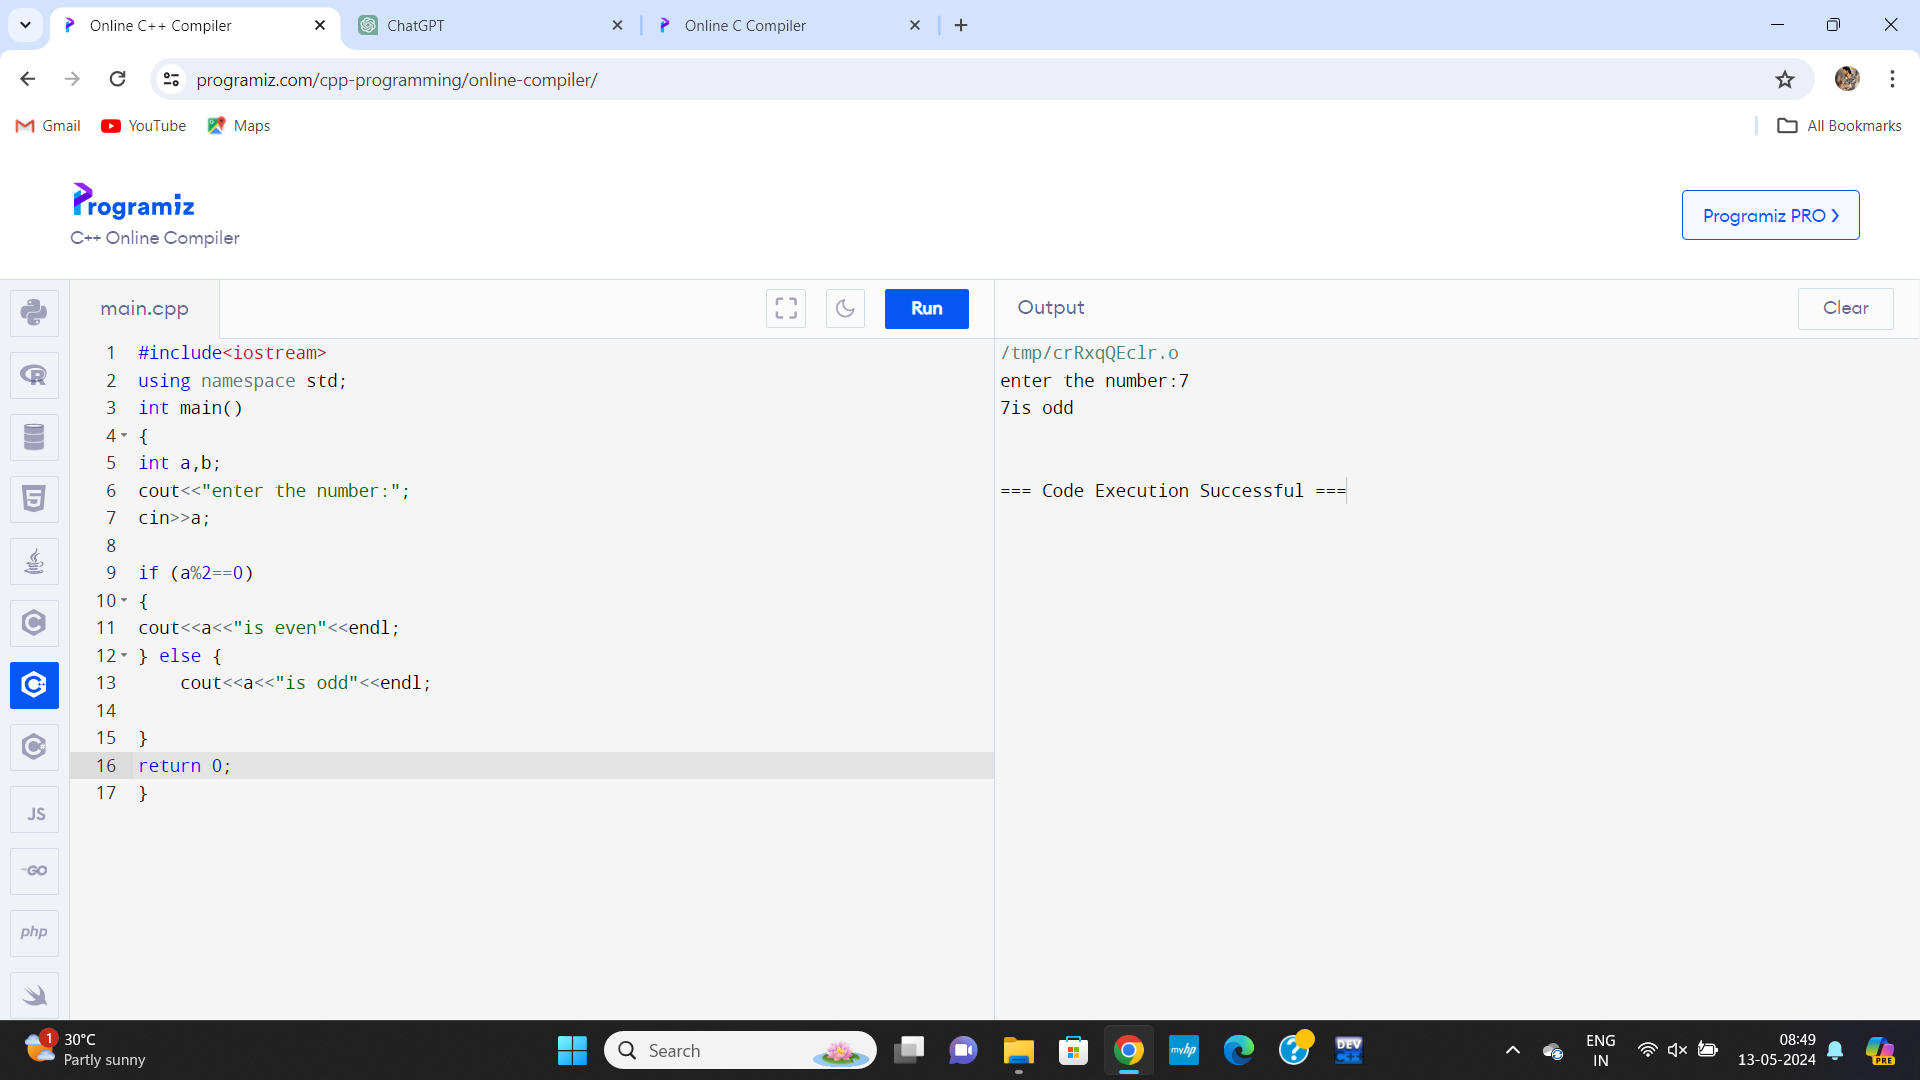 Online C++ Compiler
ChatGPT
Online C Compiler
programiz.com/cpp-programming/online-compiler/
Gmail YouTube Maps
All Bookmarks
Programiz
C++ Online Compiler
Programiz PRO
main.cpp
Run
Output
Clear
1 #include<iostream>
2 using namespace std;
3 int main()
4 {
5 int a,b;
6 cout<<"enter the number:";
7 cin>>a;
8
9 if (a%2==0)
10 {
11 cout<<a<<"is even"<<endl;
12 } else {
13     cout<<a<<"is odd"<<endl;
14
15 }
16 return 0;
17 }
/tmp/crRxqQEclr.o
enter the number:7
7is odd
=== Code Execution Successful ===
JS
GO
php
1
30°C
Partly sunny
Search
myhp
DEV
C++
ENG
IN
08:49
13-05-2024
PRE